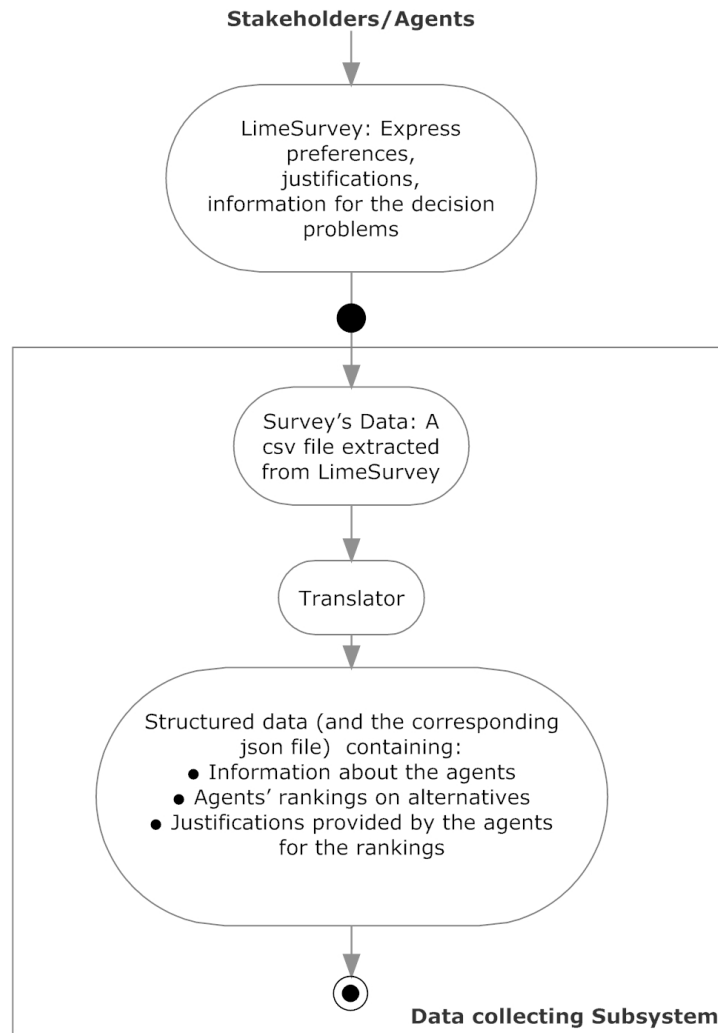 Stakeholders/Agents
LimeSurvey: Express
preferences,
justifications,
information for the decision
problems
Survey’s Data: A
csv file extracted
from LimeSurvey
Translator
Structured data (and the corresponding
json file)  containing:
● Information about the agents
● Agents’ rankings on alternatives
● Justifications provided by the agents
for the rankings
Data collecting Subsystem